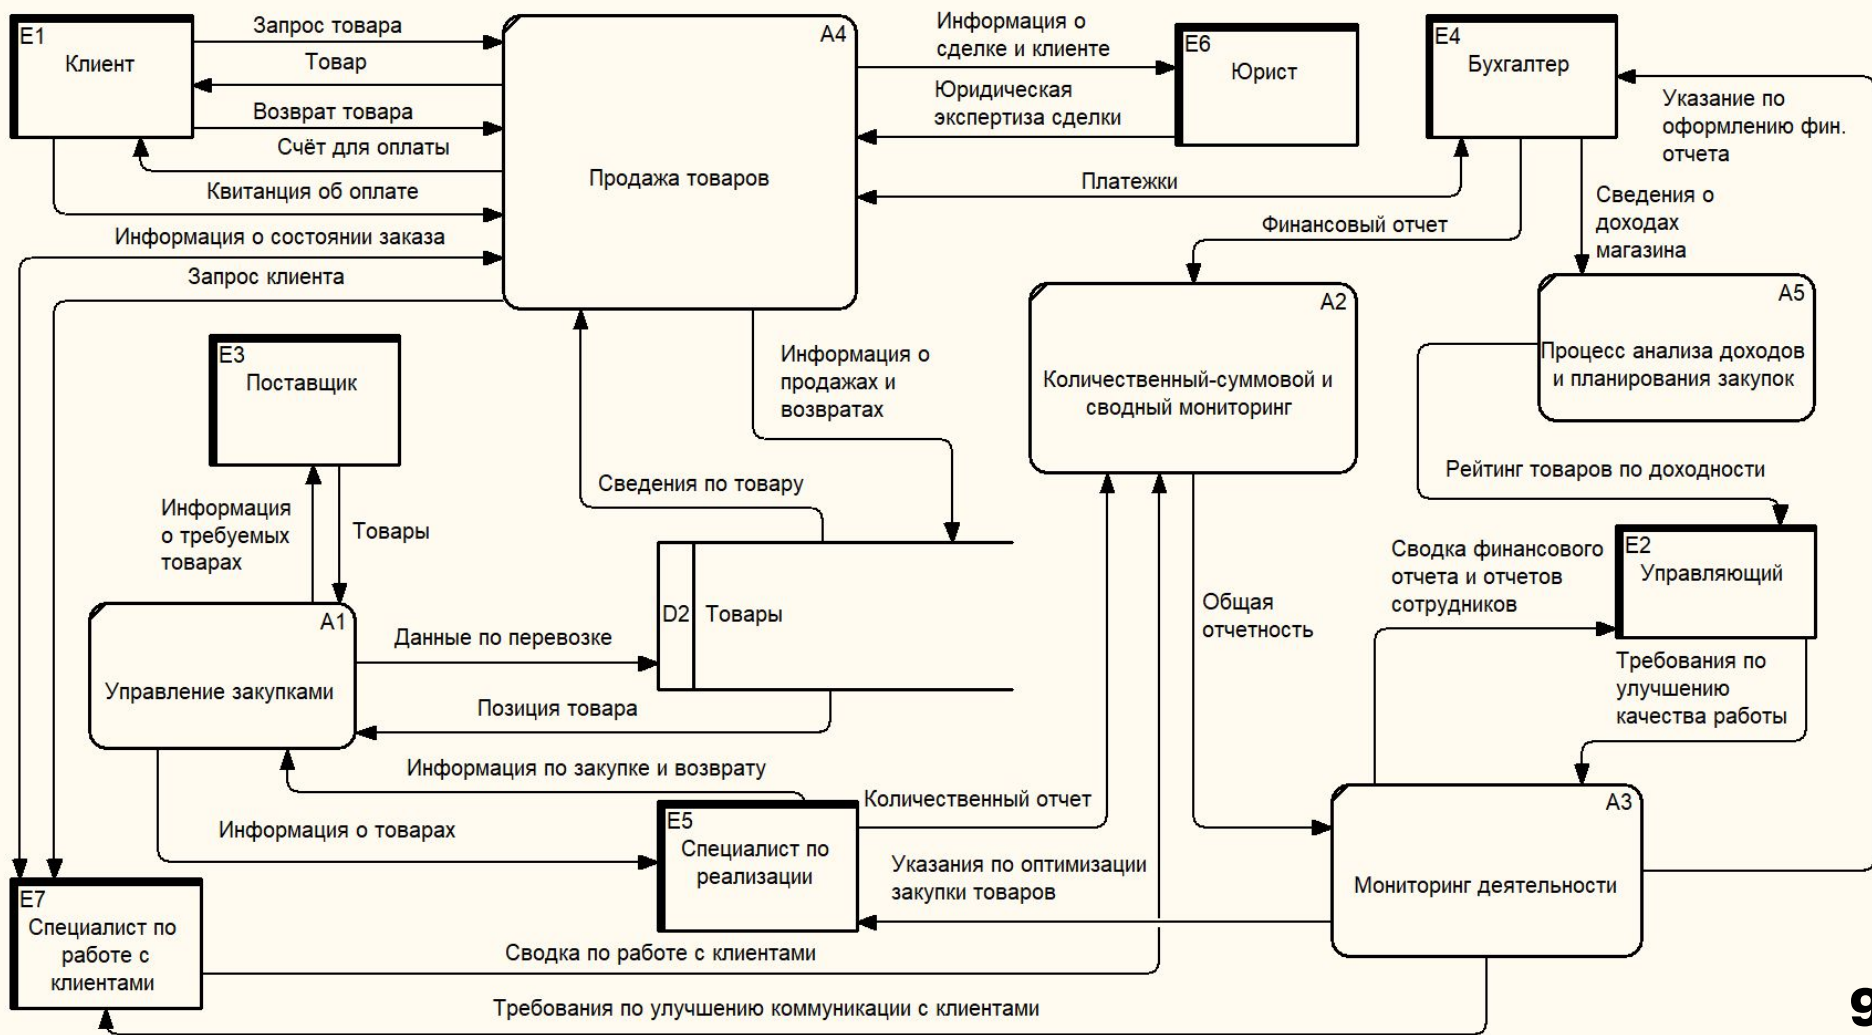 E1
Клиент
Запрос товара
Товар
Возврат товара
Счёт для оплаты
Квитанция об оплате
Информация о состоянии заказа
Запрос клиента
A4
Продажа товаров
Информация о
сделке и клиенте
Юридическая
экспертиза сделки
E6
Юрист
E4
Бухгалтер
Указание по
оформлению фин.
отчета
Платежки
Финансовый отчет
Сведения о
доходах
магазина
A2
Количественный-суммовой и
сводный мониторинг
A5
Процесс анализа доходов
и планирования закупок
E3
Поставщик
Информация о
продажах и
возвратах
Рейтинг товаров по доходности
Сведения по товару
Информация
о требуемых
товарах
Товары
E2
Управляющий
Сводка финансового
отчета и отчетов
сотрудников
D2
Товары
Общая
отчетность
A1
Управление закупками
Данные по перевозке
Позиция товара
Требования по
улучшению
качества работы
Информация по закупке и возврату
Количественный отчет
A3
Мониторинг деятельности
Информация о товарах
E5
Специалист по
реализации
Указания по оптимизации
закупки товаров
E7
Специалист по
работе с
клиентами
Сводка по работе с клиентами
Требования по улучшению коммуникации с клиентами
9